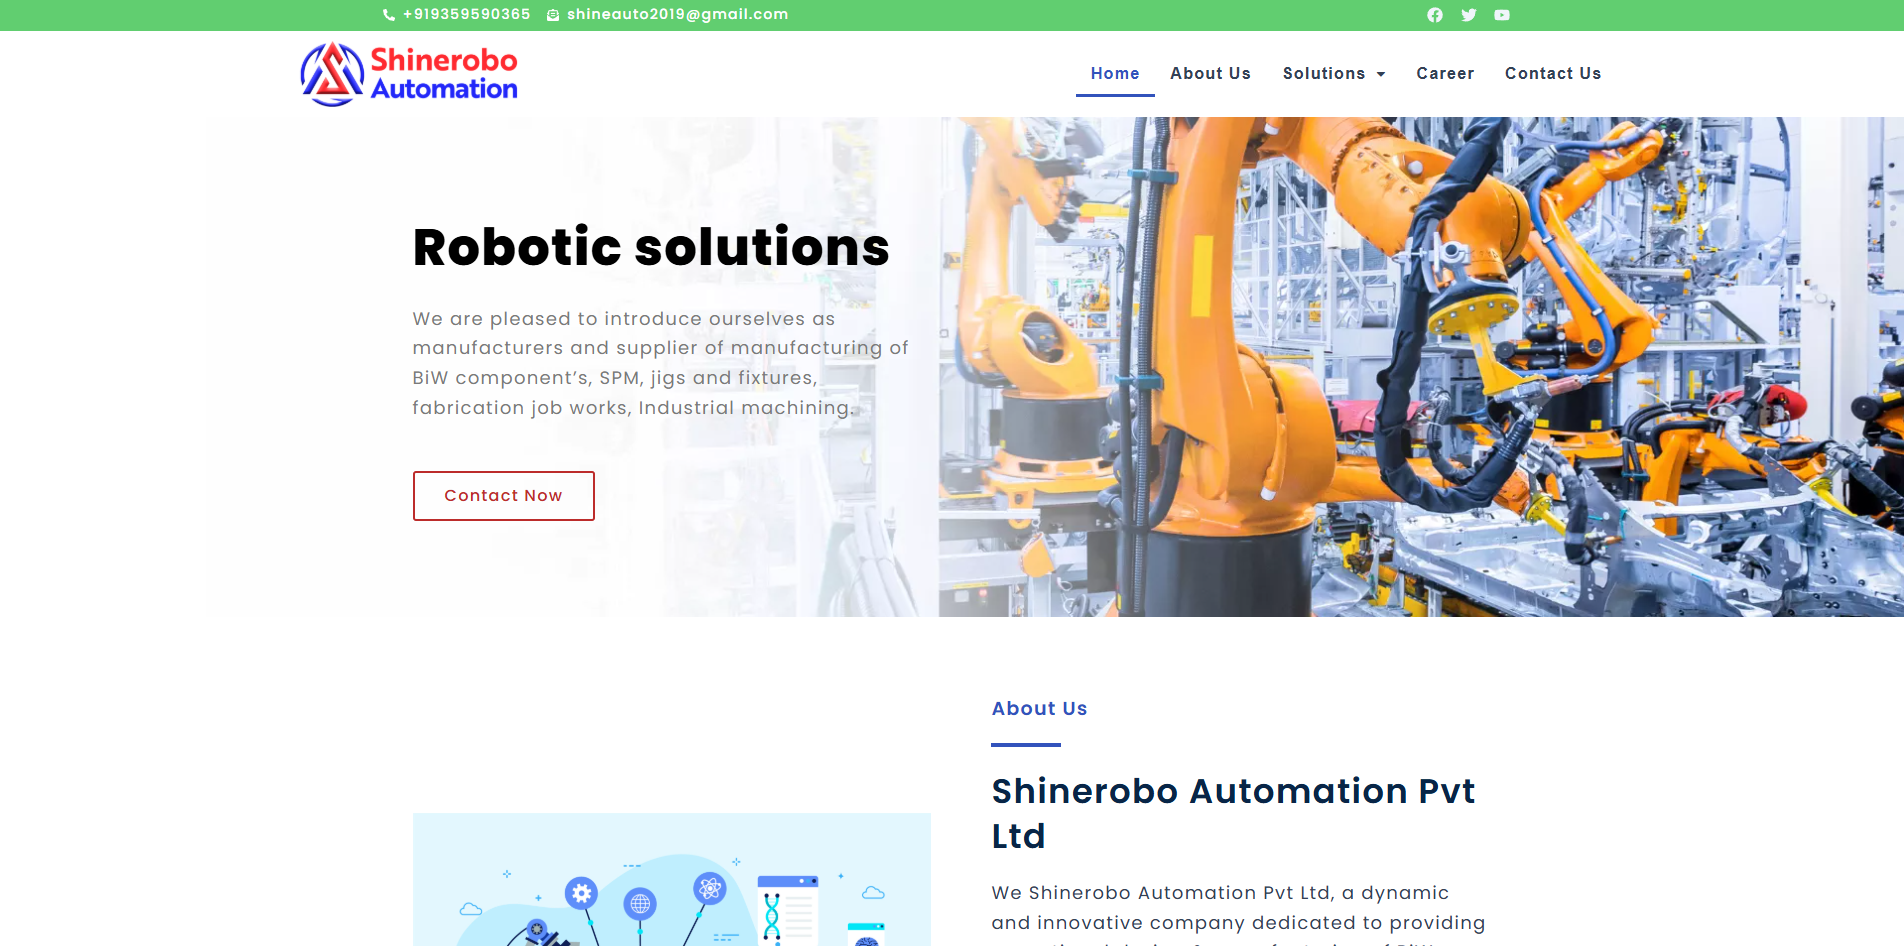 +919359590365 shineauto2019@gmail.com
Shinerobo
Automation
Home About Us Solutions Career Contact Us
Robotic solutions
We are pleased to introduce ourselves as
manufacturers and supplier of manufacturing of
BiW component’s, SPM, jigs and fixtures,
fabrication job works, Industrial machining.
Contact Now
About Us
Shinerobo Automation Pvt
Ltd
We Shinerobo Automation Pvt Ltd, a dynamic
and innovative company dedicated to providing